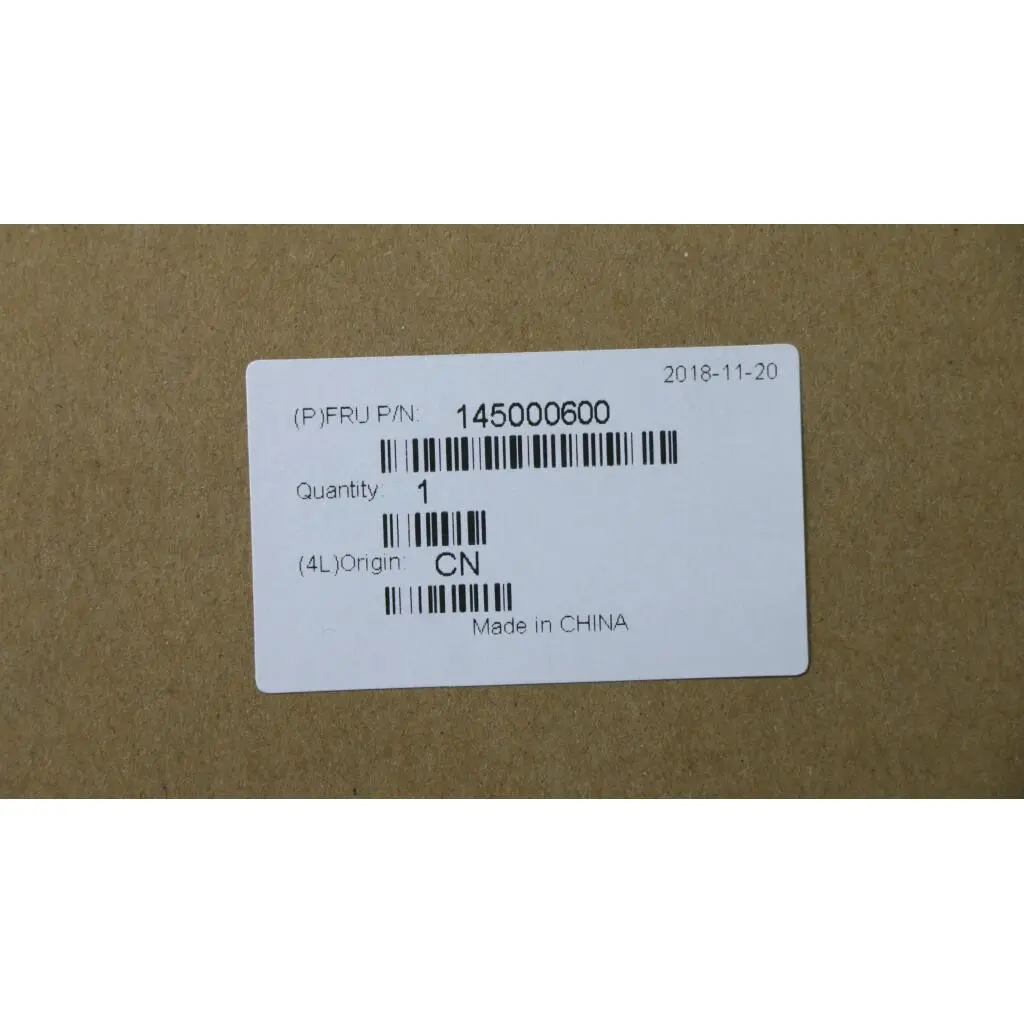 2018-11-20
(P)FRU P/N: 145000600
Quantity: 1
(4L)Origin: CN
Made in CHINA